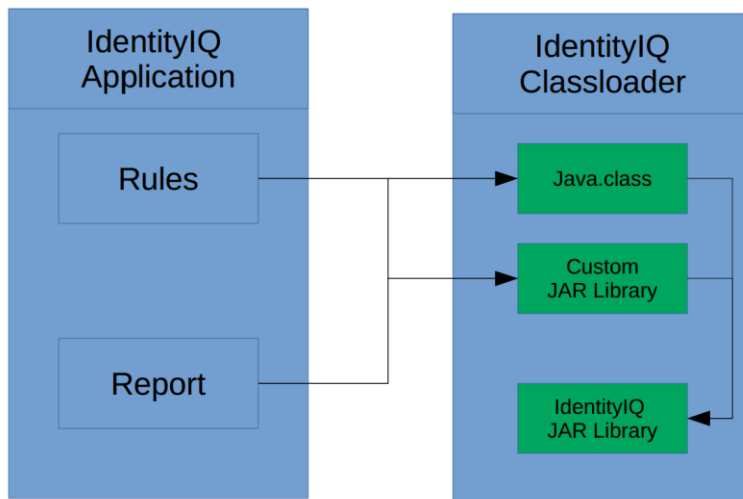 IdentityIQ
Application
Rules
Report
IdentityIQ
Classloader
Java.class
Custom
JAR Library
IdentityIQ
JAR Library